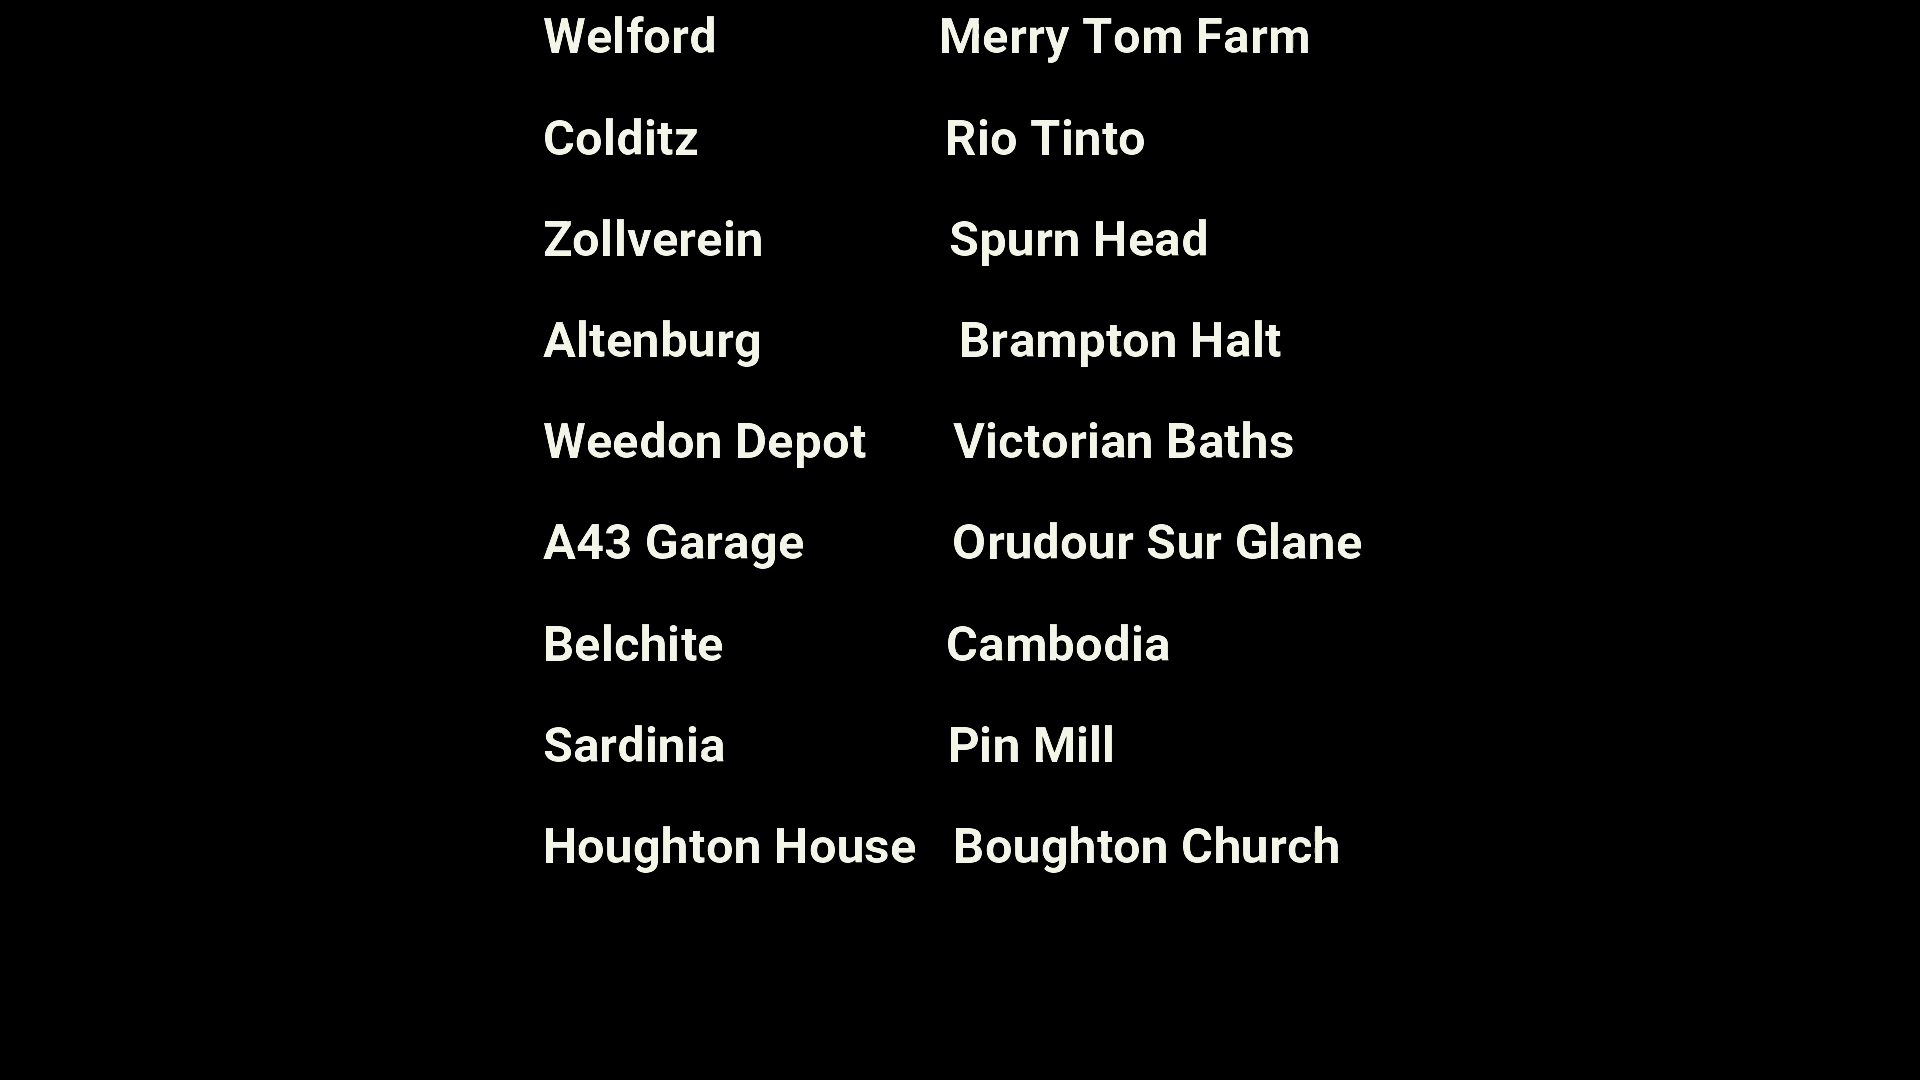 Welford Merry Tom Farm
Colditz Rio Tinto
Zollverein Spurn Head
Altenburg Brampton Halt
Weedon Depot Victorian Baths
A43 Garage Orudour Sur Glane
Belchite Cambodia
Sardinia Pin Mill
Houghton House Boughton Church